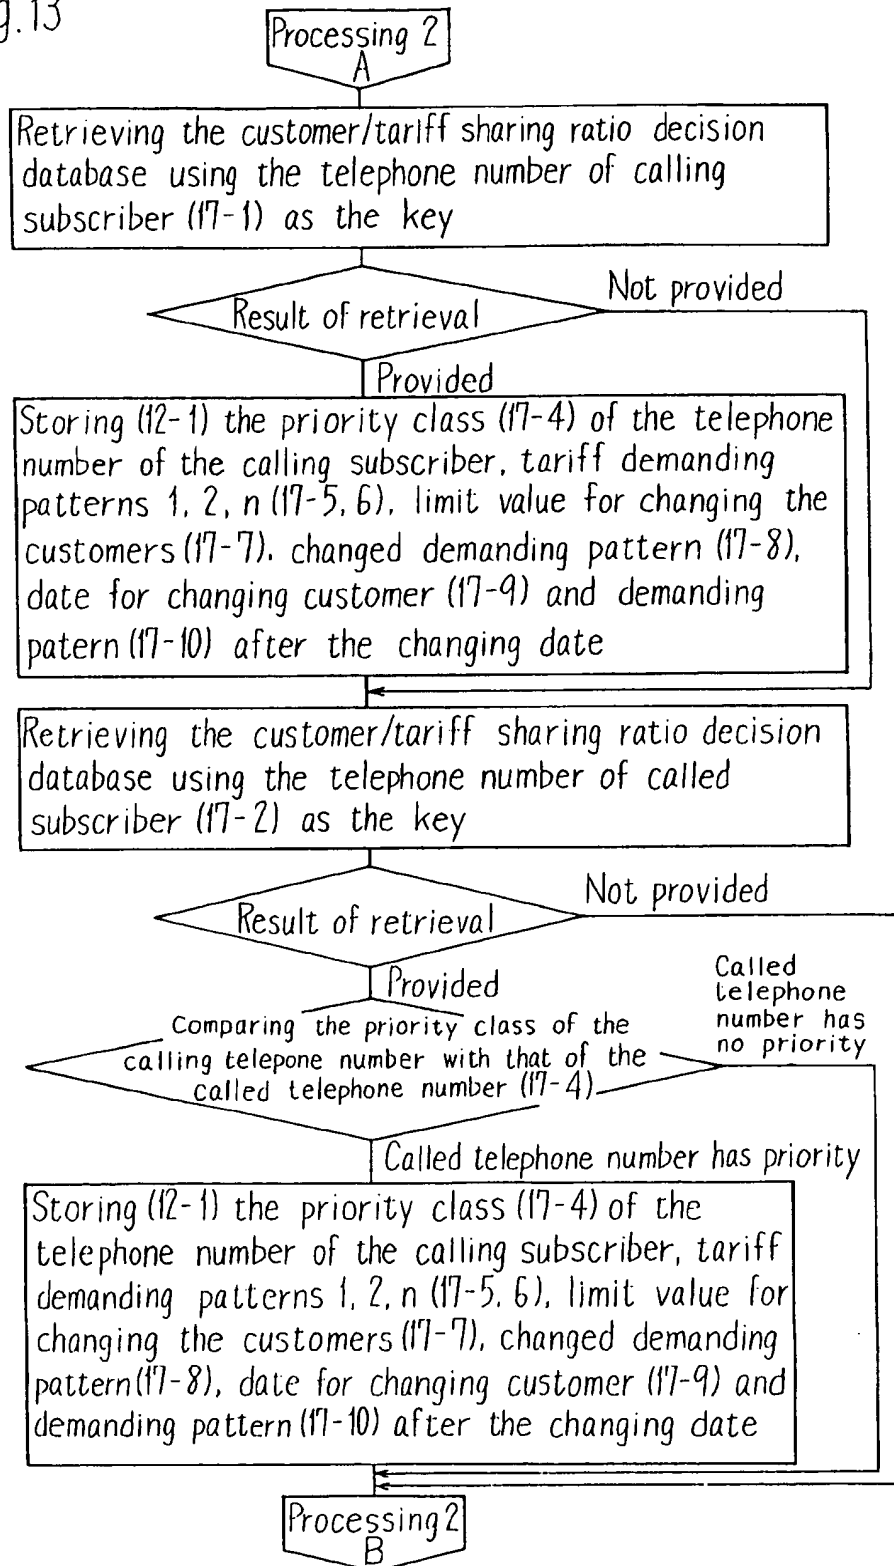 g.13
Processing 2
A
Retrieving the customer/tariff sharing ratio decision
database using the telephone number of calling
subscriber (17-1) as the key
Result of retrieval
Not provided
Provided
Storing (12-1) the priority class (17-4) of the telephone
number of the calling subscriber, tariff demanding
patterns 1, 2, n (17-5, 6), limit value for changing the
customers (17-7). changed demanding pattern (17-8),
date for changing customer (17-9) and demanding
patern (17-10) after the changing date
Retrieving the customer/tariff sharing ratio decision
database using the telephone number of called
subscriber (17-2) as the key
Result of retrieval
Not provided
Provided
Comparing the priority class of the
calling telepone number with that of the
called telephone number (17-4)
Called
telephone
number has
no priority
Called telephone number has priority
Storing (12-1) the priority class (17-4) of the
telephone number of the calling subscriber, tariff
demanding patterns 1, 2, n (17-5, 6), limit value for
changing the customers (17-7), changed demanding
pattern (17-8), date for changing customer (17-9) and
demanding pattern (17-10) after the changing date
Processing 2
B